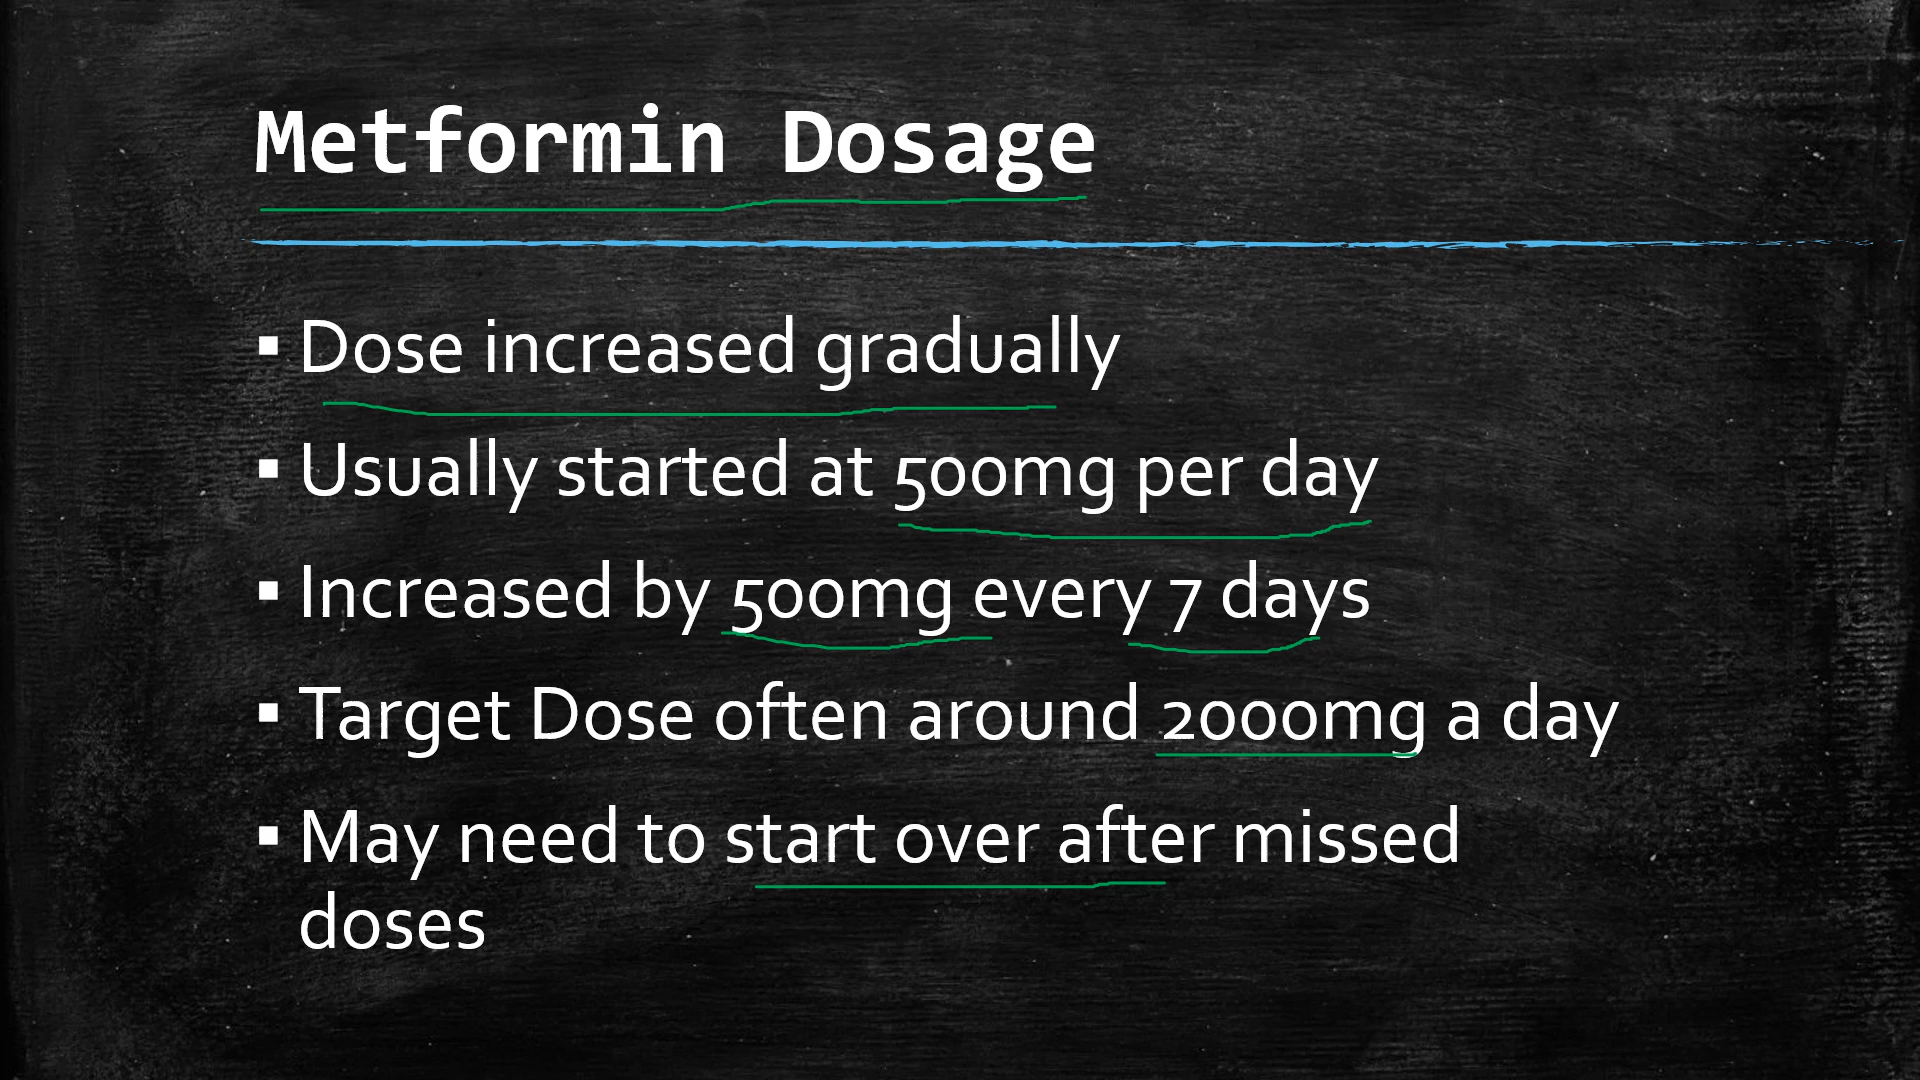 Metformin Dosage
▪ Dose increased gradually
▪ Usually started at 500mg per day
▪ Increased by 500mg every 7 days
▪ Target Dose often around 2000mg a day
▪ May need to start over after missed
doses